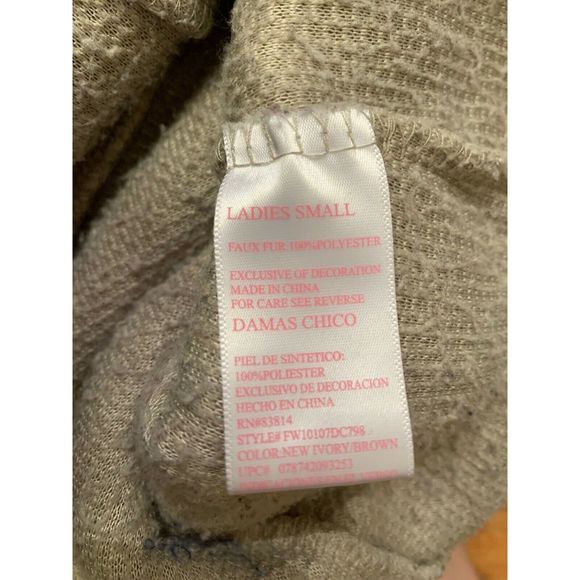 LADIES SMALL
FAUX FUR:100%POLYESTER
EXCLUSIVE OF DECORATION
MADE IN CHINA
FOR CARE SEE REVERSE
DAMAS CHICO
PIEL DE SINTETICO:
100%POLIESTER
EXCLUSIVO DE DECORACION
HECHO EN CHINA
RN#83814
STYLE# FW10107DC798
COLOR:NEW IVORY/BROWN
UPC# 078742093253
INDICACIONES EN